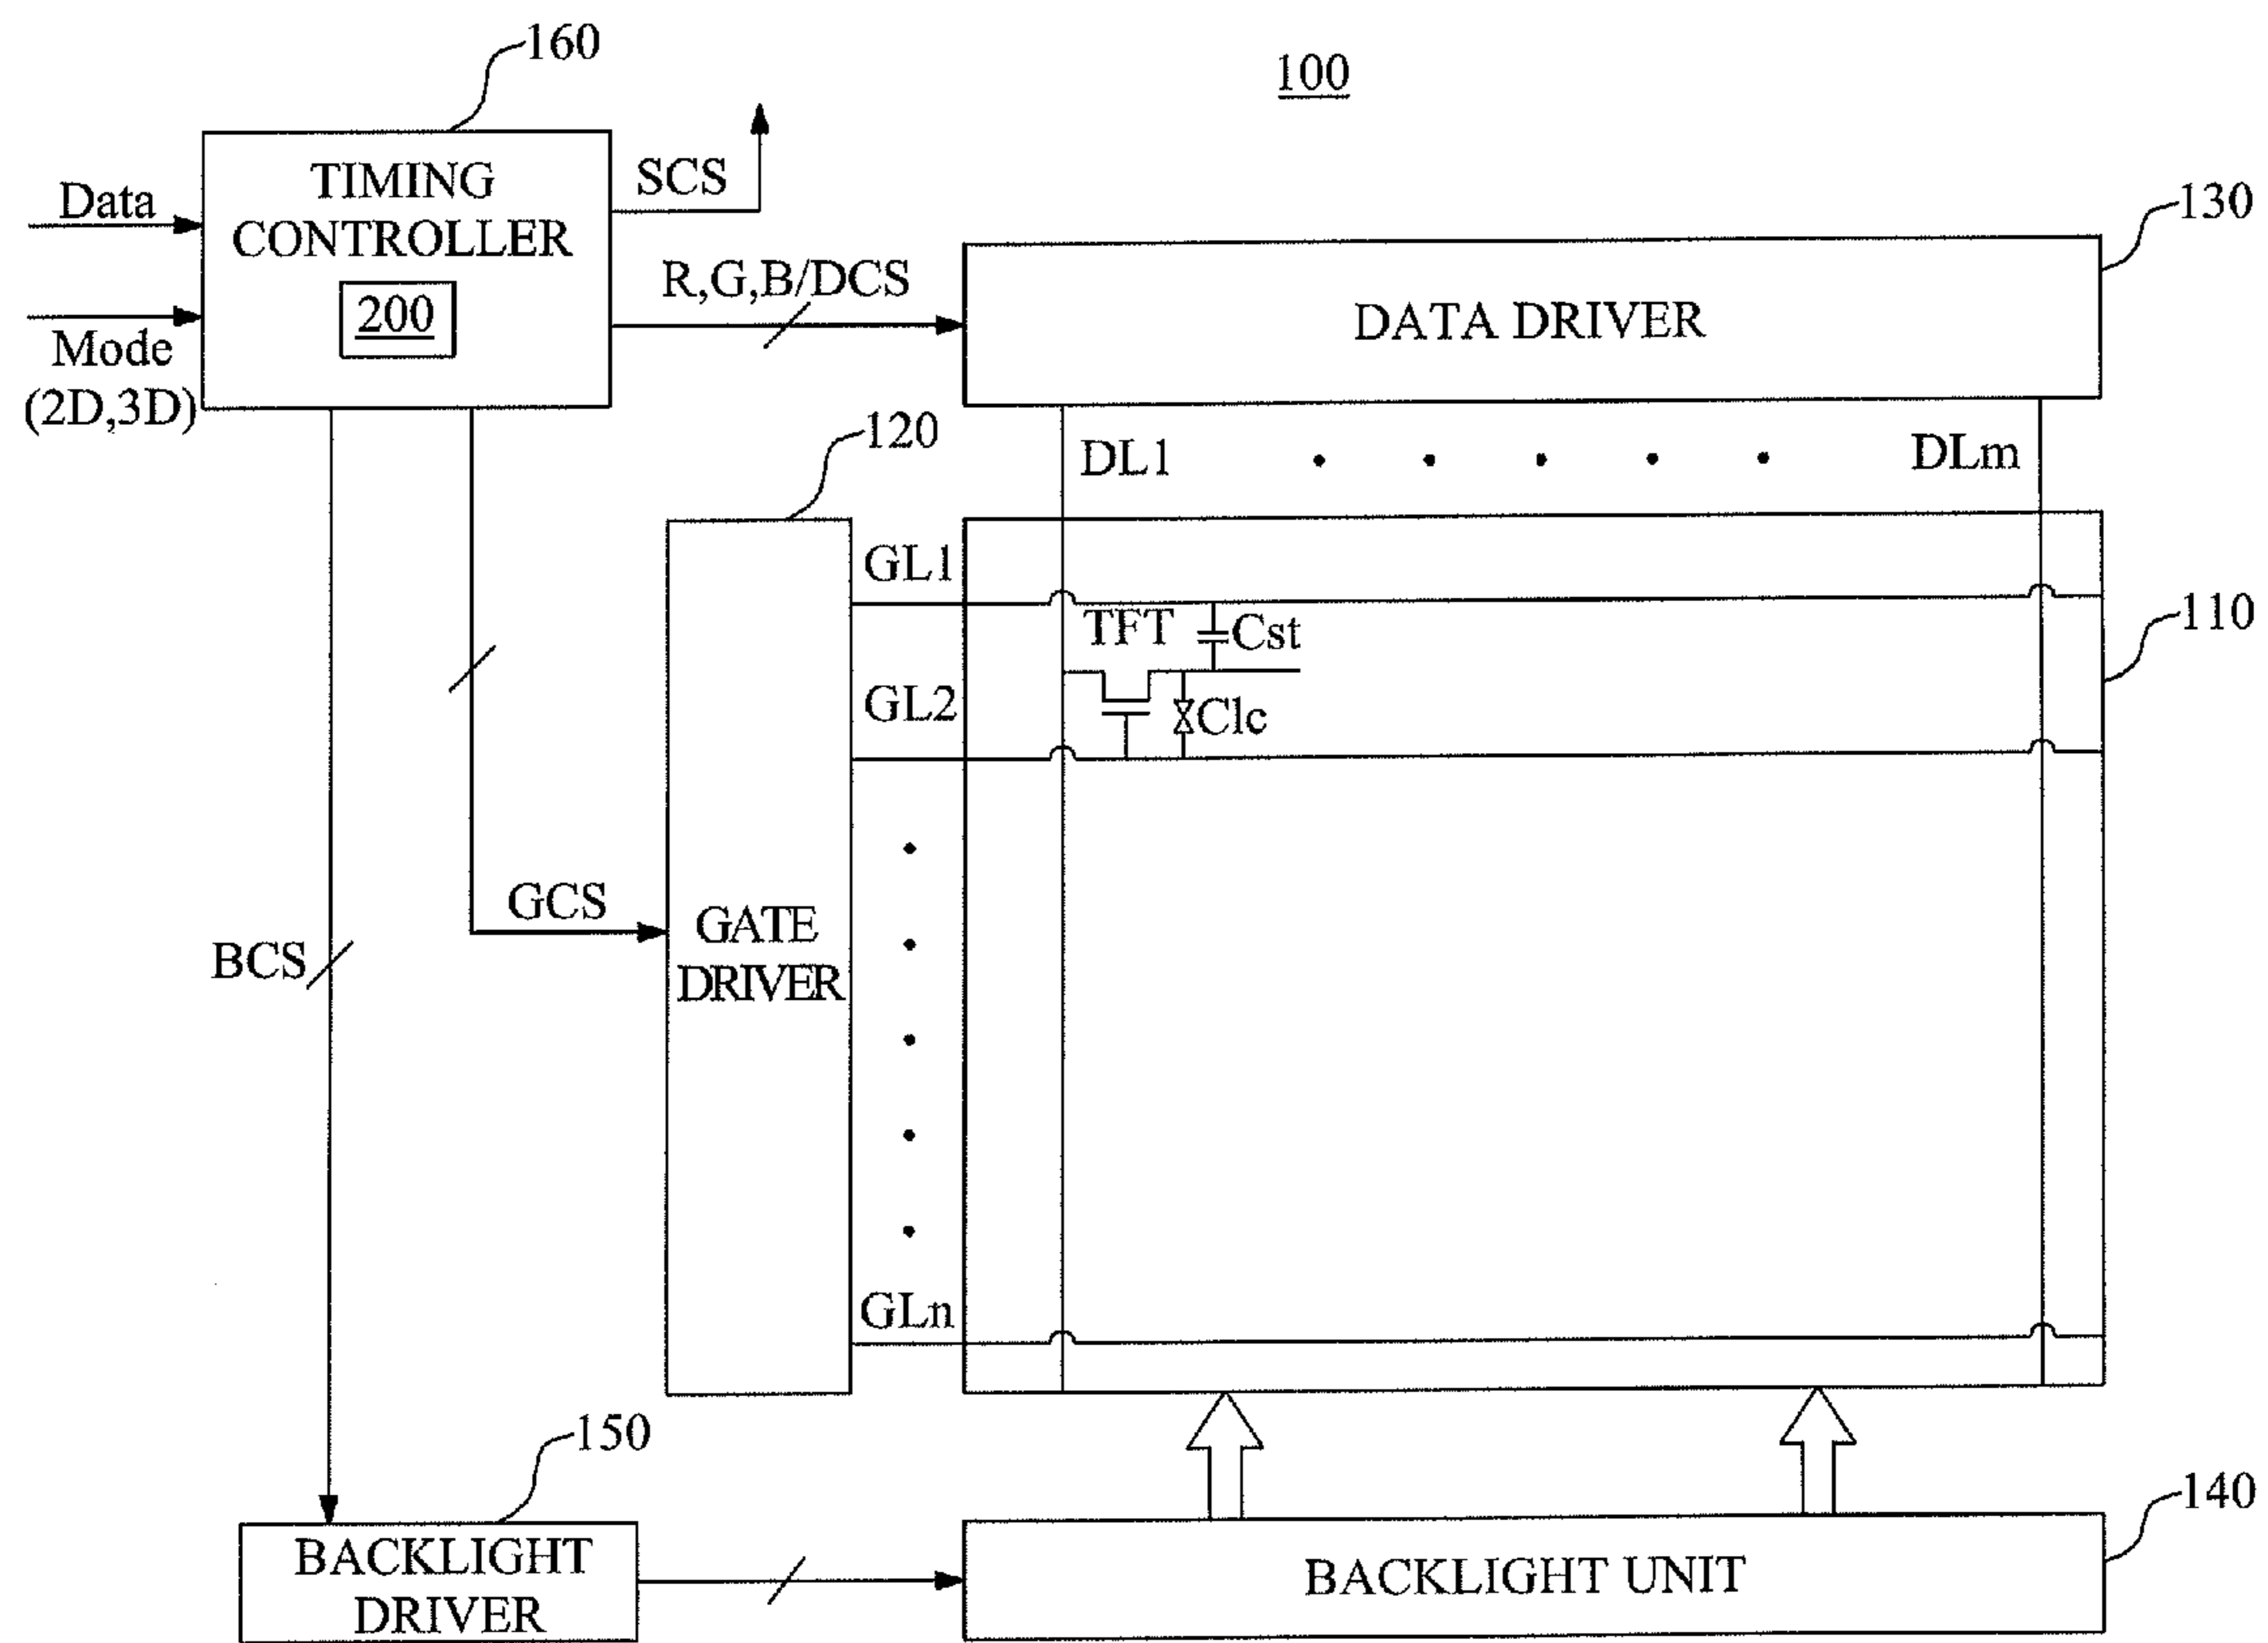 160
100
TIMING
CONTROLLER
200
Data
Mode
(2D,3D)
SCS
R,G,B/DCS
130
DATA DRIVER
120
DL1
DLm
GL1
110
TFT
Cst
GL2
Clc
GCS
BCS
GATE
DRIVER
GLn
150
140
BACKLIGHT
DRIVER
BACKLIGHT UNIT